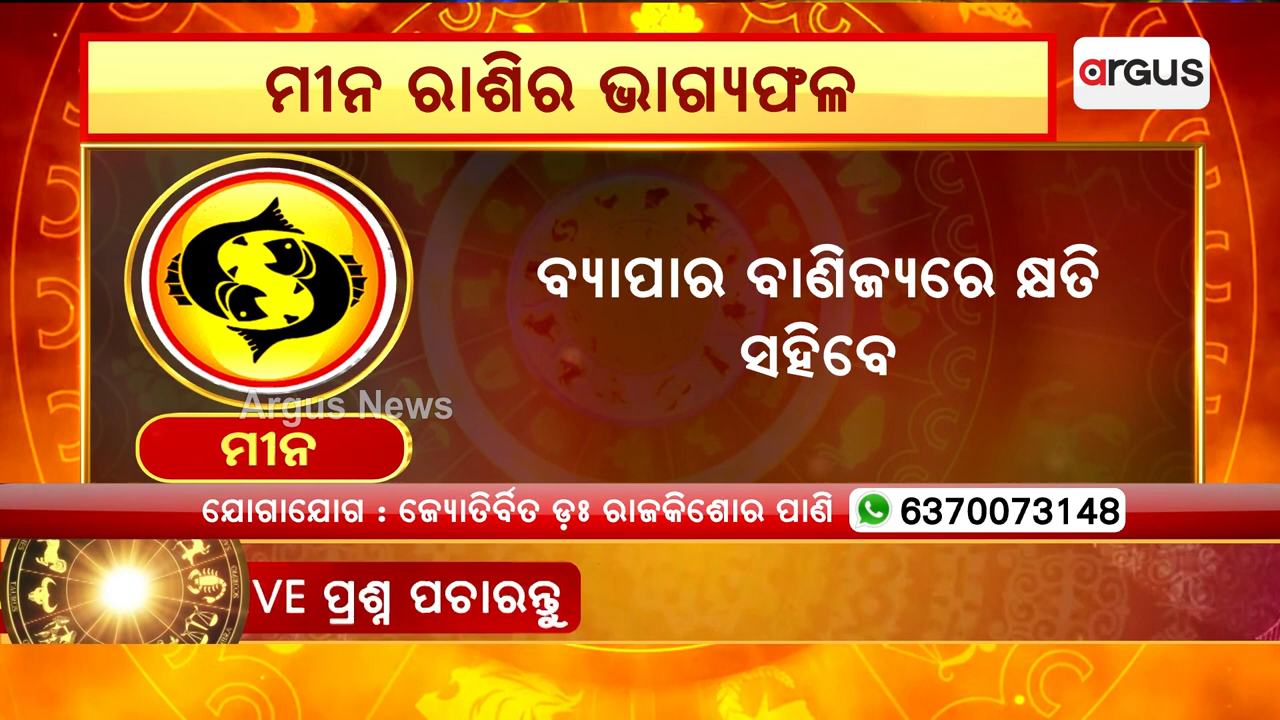 ମୀନ ରାଶିର ଭାଗ୍ୟଫଳ
argus
ବ୍ୟାପାର ବାଣିଜ୍ୟରେ କ୍ଷତି
ସହିବେ
Argus News
ମୀନ
ଯୋଗାଯୋଗ : ଜ୍ୟୋତିର୍ବିତ ଡ଼ଃ ରାଜକିଶୋର ପାଣି 6370073148
VE ପ୍ରଶ୍ନ ପଚାରନ୍ତୁ